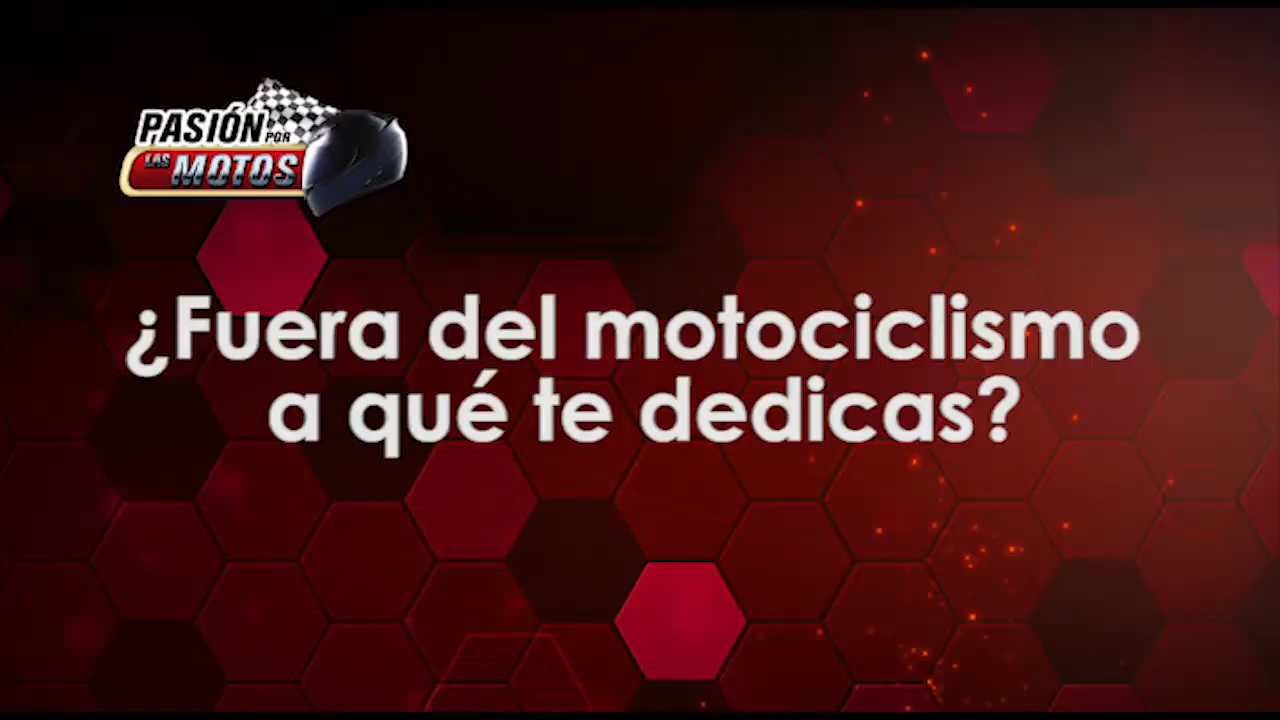 PASIÓN POR
LAS MOTOS
¿Fuera del motociclismo
a qué te dedicas?